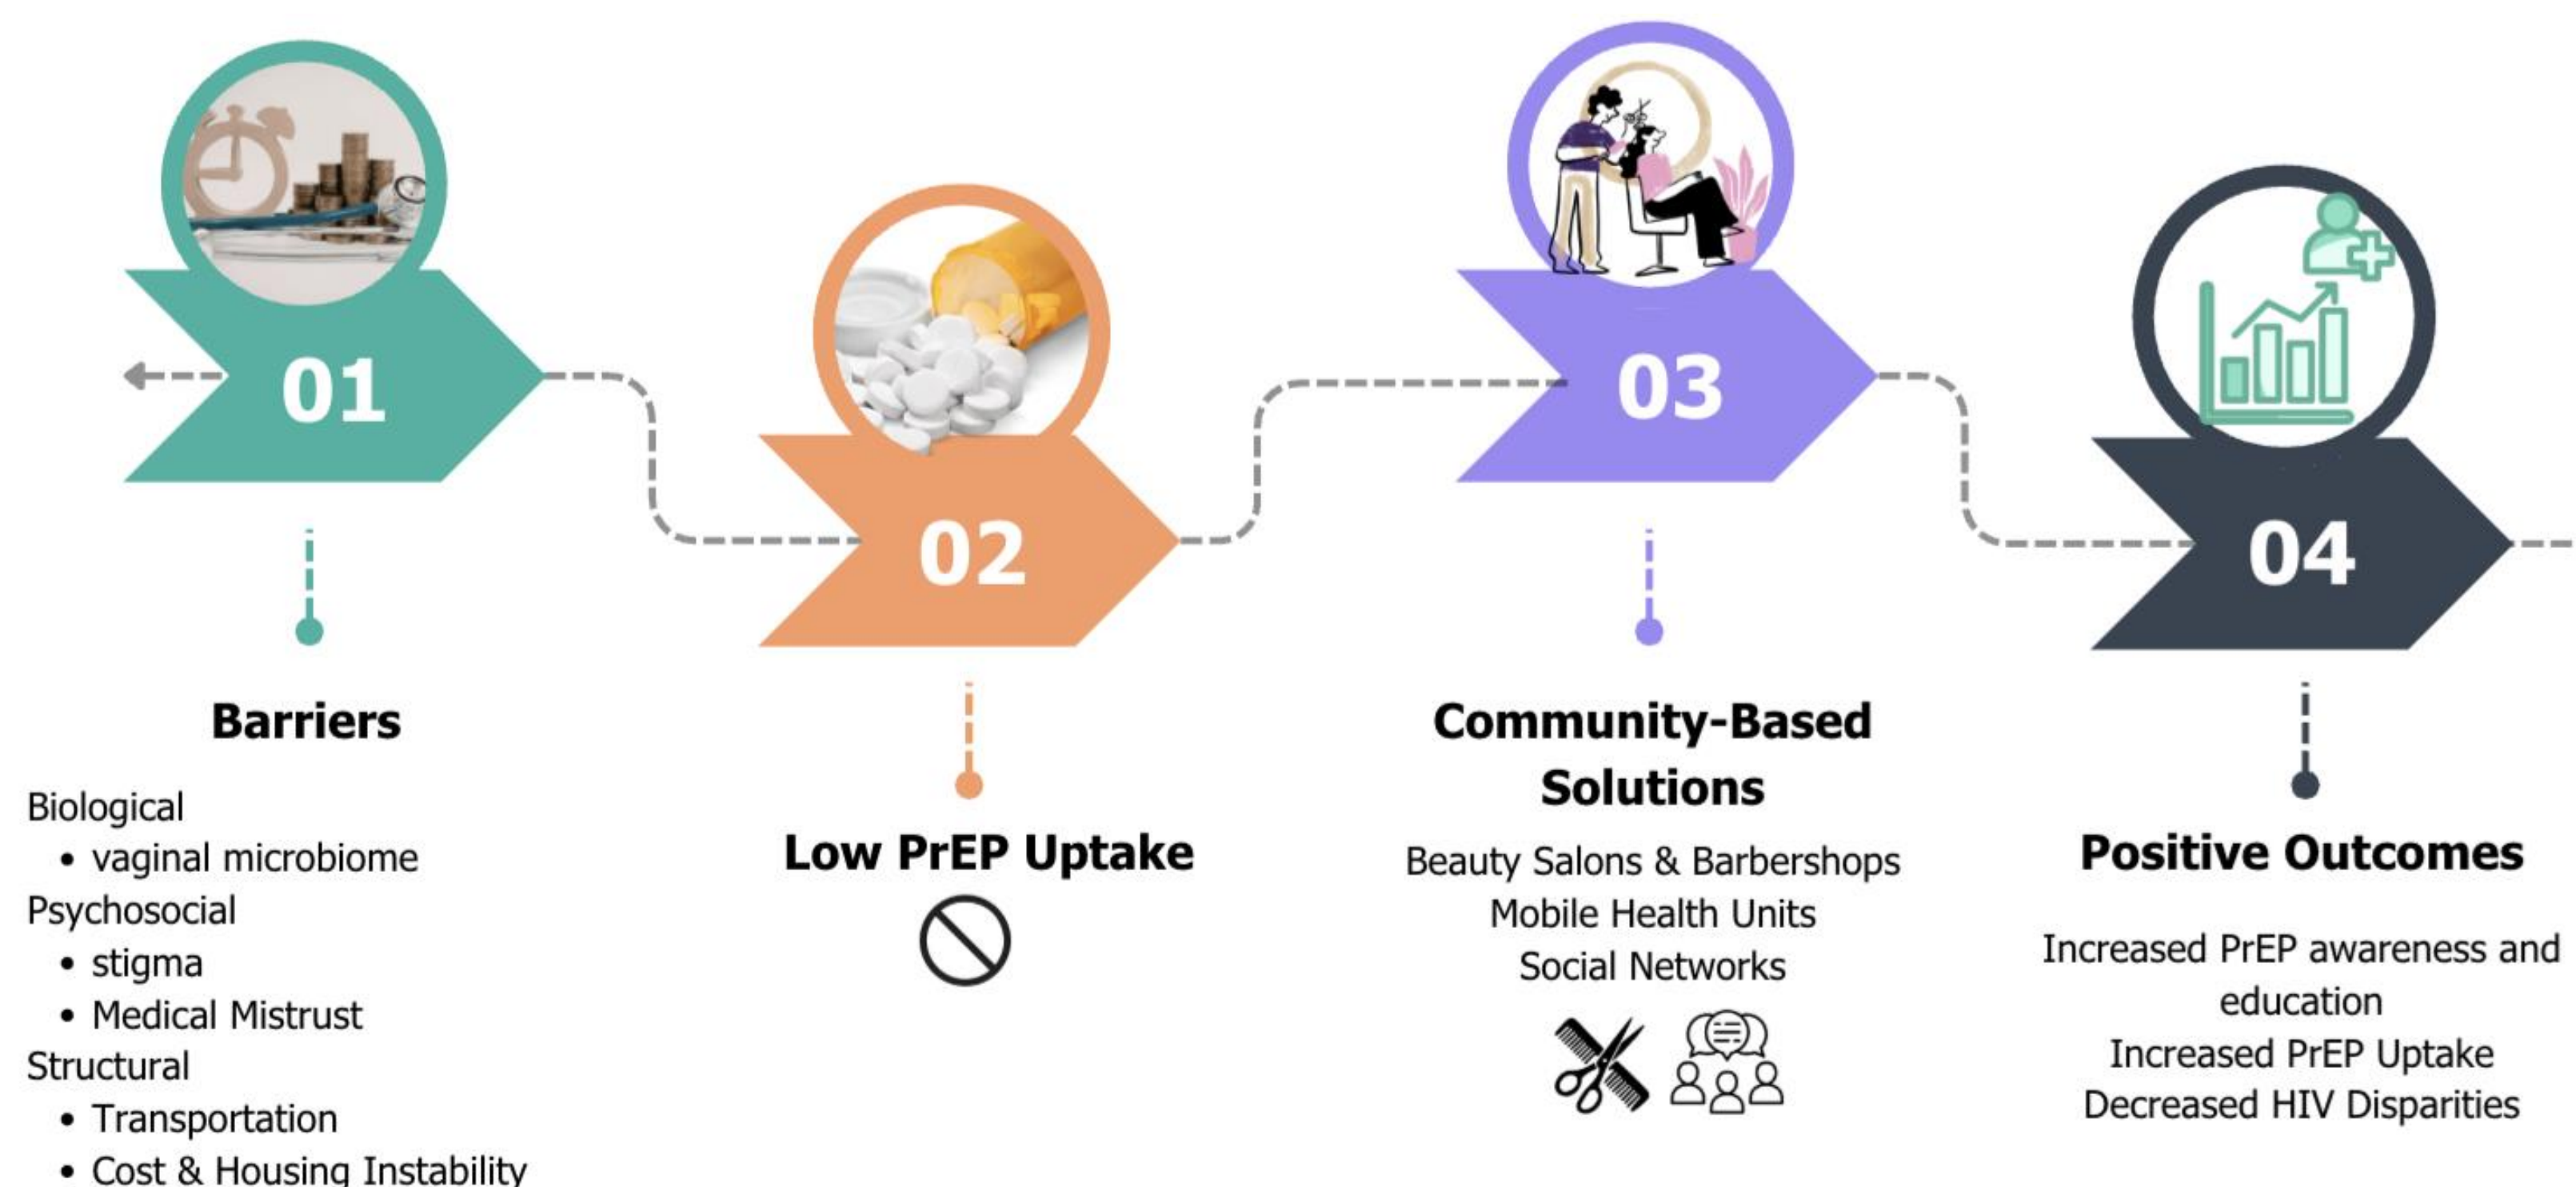 01
Barriers
Biological
• vaginal microbiome
Psychosocial
• stigma
• Medical Mistrust
Structural
• Transportation
• Cost & Housing Instability
02
Low PrEP Uptake
03
Community-Based
Solutions
Beauty Salons & Barbershops
Mobile Health Units
Social Networks
04
Positive Outcomes
Increased PrEP awareness and
education
Increased PrEP Uptake
Decreased HIV Disparities